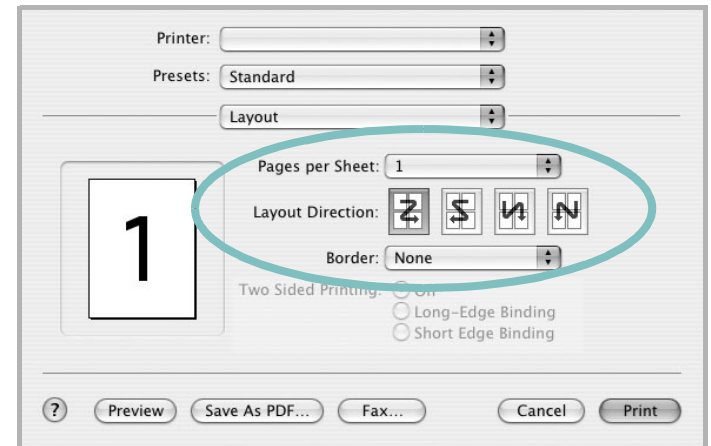 Printer:
Presets: Standard
Layout
Pages per Sheet: 1
Layout Direction:
Border: None
1
Two Sided Printing:
Long-Edge Binding
Short Edge Binding
? Preview Save As PDF... Fax... Cancel Print